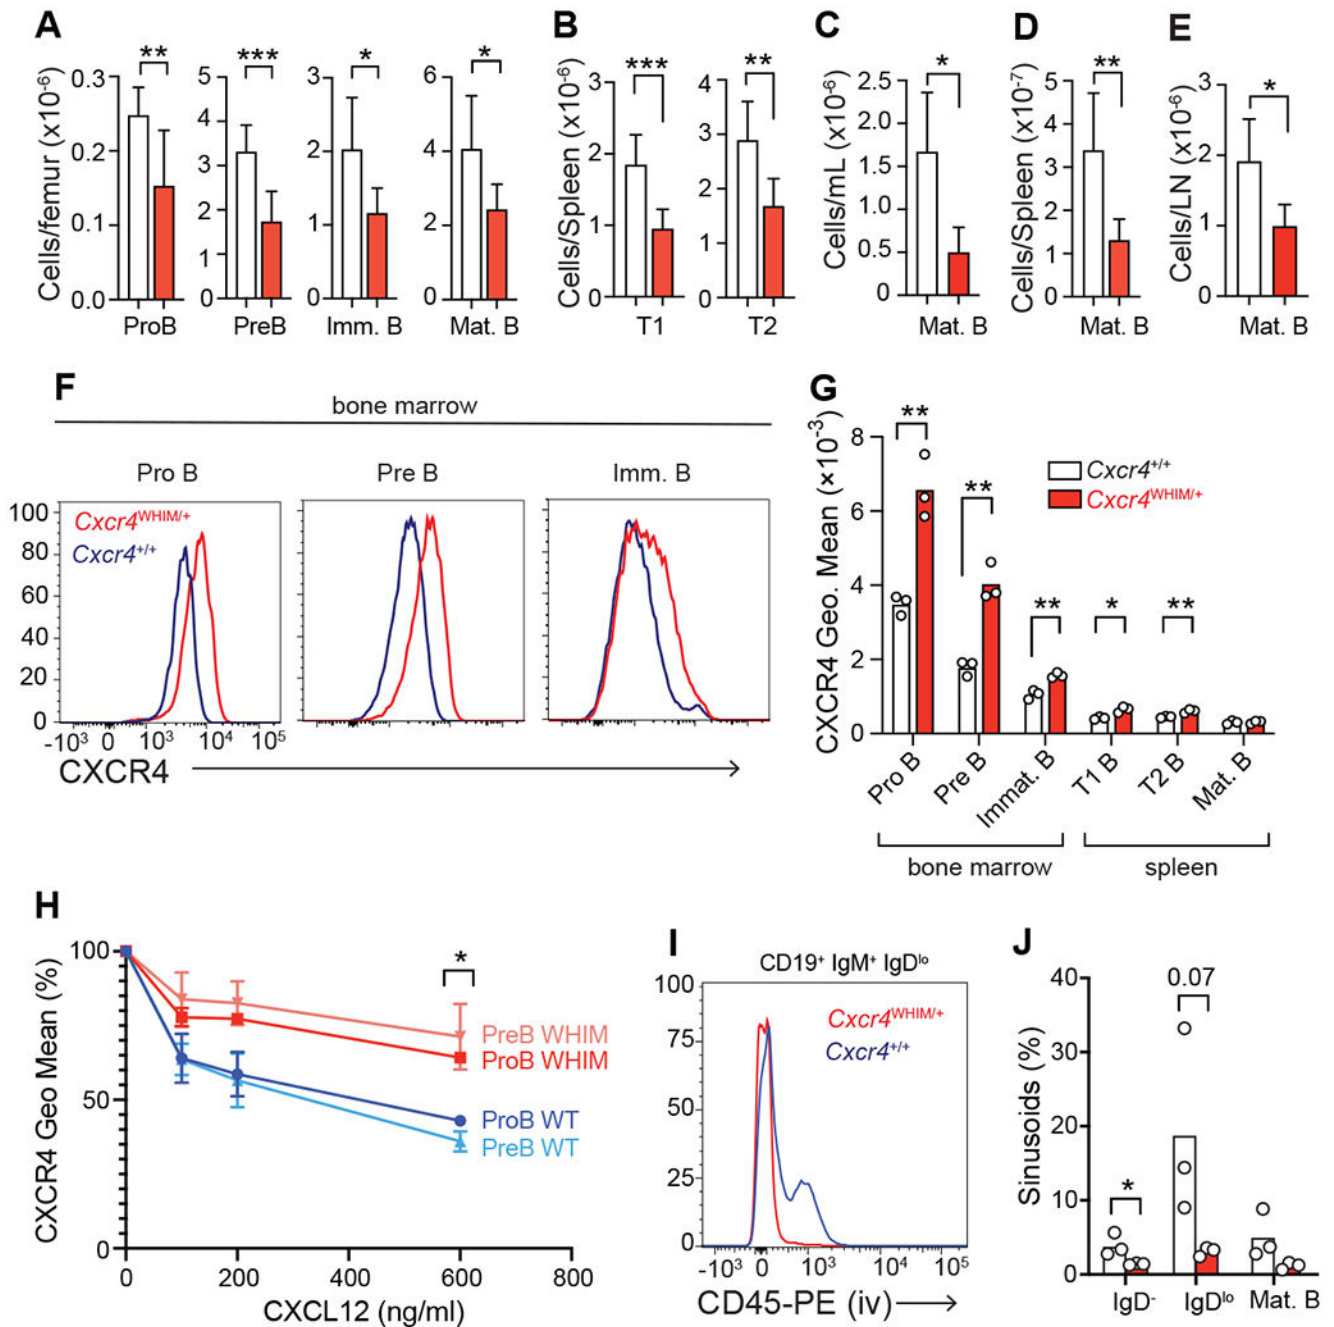 A
B
C
D
E
**
***
*
*
***
**
*
**
*
Cells/femur (x10⁻⁶)
0.3
0.2
0.1
0.0
ProB
5
4
3
2
1
0
PreB
3
2
1
0
Imm. B
6
4
2
0
Mat. B
Cells/Spleen (x10⁻⁶)
3
2
1
0
T1
4
3
2
1
0
T2
Cells/mL (x10⁻⁶)
2.5
2.0
1.5
1.0
0.5
0
Mat. B
Cells/Spleen (x10⁻⁷)
5
4
3
2
1
0
Mat. B
Cells/LN (x10⁻⁶)
3
2
1
0
Mat. B
F
bone marrow
Pro B
Pre B
Imm. B
100
80
60
40
20
0
Cxcr4ᵂᴴᴵᴹ/⁺
Cxcr4⁺/⁺
-10³ 0 10³ 10⁴ 10⁵
CXCR4
G
CXCR4 Geo. Mean (×10⁻³)
8
6
4
2
0
**
**
**
*
**
Cxcr4⁺/⁺
Cxcr4ᵂᴴᴵᴹ/⁺
Pro B
Pre B
Immat. B
T1 B
T2 B
Mat. B
bone marrow
spleen
H
CXCR4 Geo Mean (%)
100
50
0
*
PreB WHIM
ProB WHIM
ProB WT
PreB WT
0 200 400 600 800
CXCL12 (ng/ml)
I
CD19⁺ IgM⁺ IgDˡᵒ
100
75
50
25
0
Cxcr4ᵂᴴᴵᴹ/⁺
Cxcr4⁺/⁺
-10³ 0 10³ 10⁴ 10⁵
CD45-PE (iv)
J
Sinusoids (%)
40
30
20
10
0
*
0.07
IgD⁻
IgDˡᵒ
Mat. B